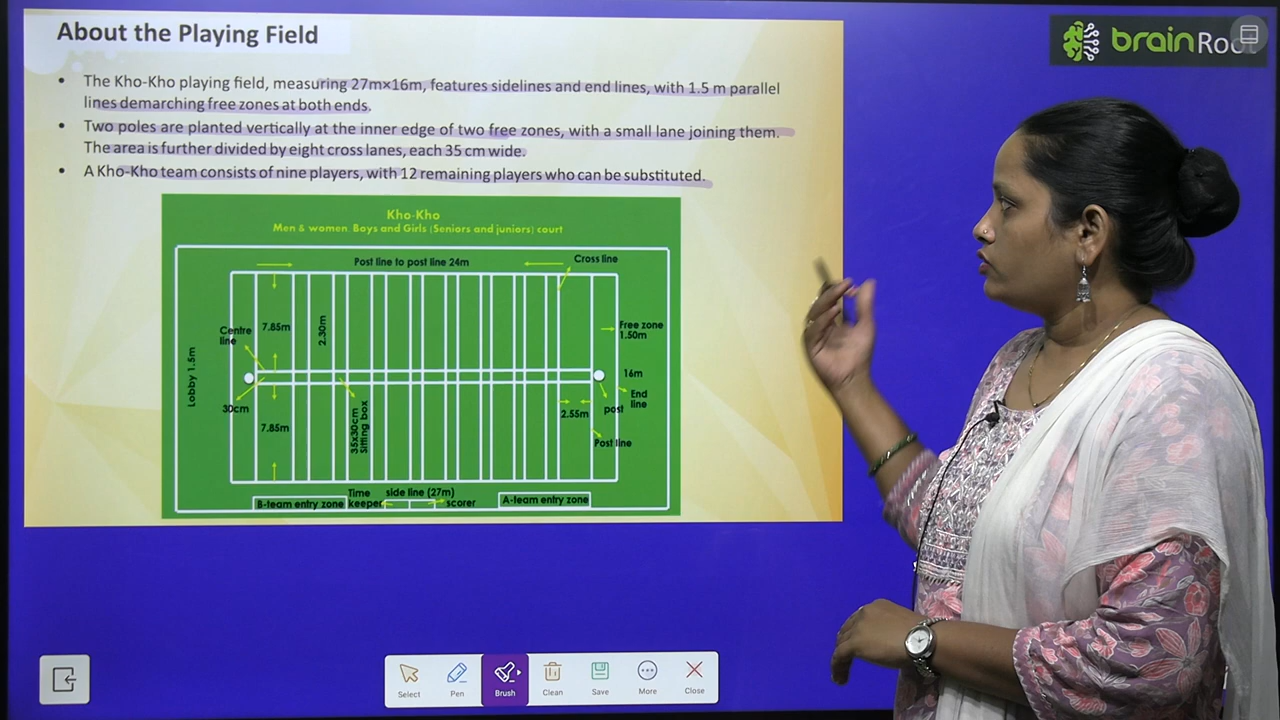 About the Playing Field
brainRoot
• The Kho-Kho playing field, measuring 27m×16m, features sidelines and end lines, with 1.5 m parallel
lines demarching free zones at both ends.
• Two poles are planted vertically at the inner edge of two free zones, with a small lane joining them.
The area is further divided by eight cross lanes, each 35 cm wide.
• A Kho-Kho team consists of nine players, with 12 remaining players who can be substituted.
Kho-Kho
Men & women. Boys and Girls (Seniors and juniors) court
Post line to post line 24m
Cross line
Centre
line
7.85m
2.30m
Free zone
1.50m
Lobby 1.5m
16m
End
line
30cm
7.85m
35x30cm
Sitting box
2.55m
post
Post line
B-team entry zone
Time
keeper
side line (27m)
scorer
A-team entry zone
Select
Pen
Brush
Clean
Save
More
Close